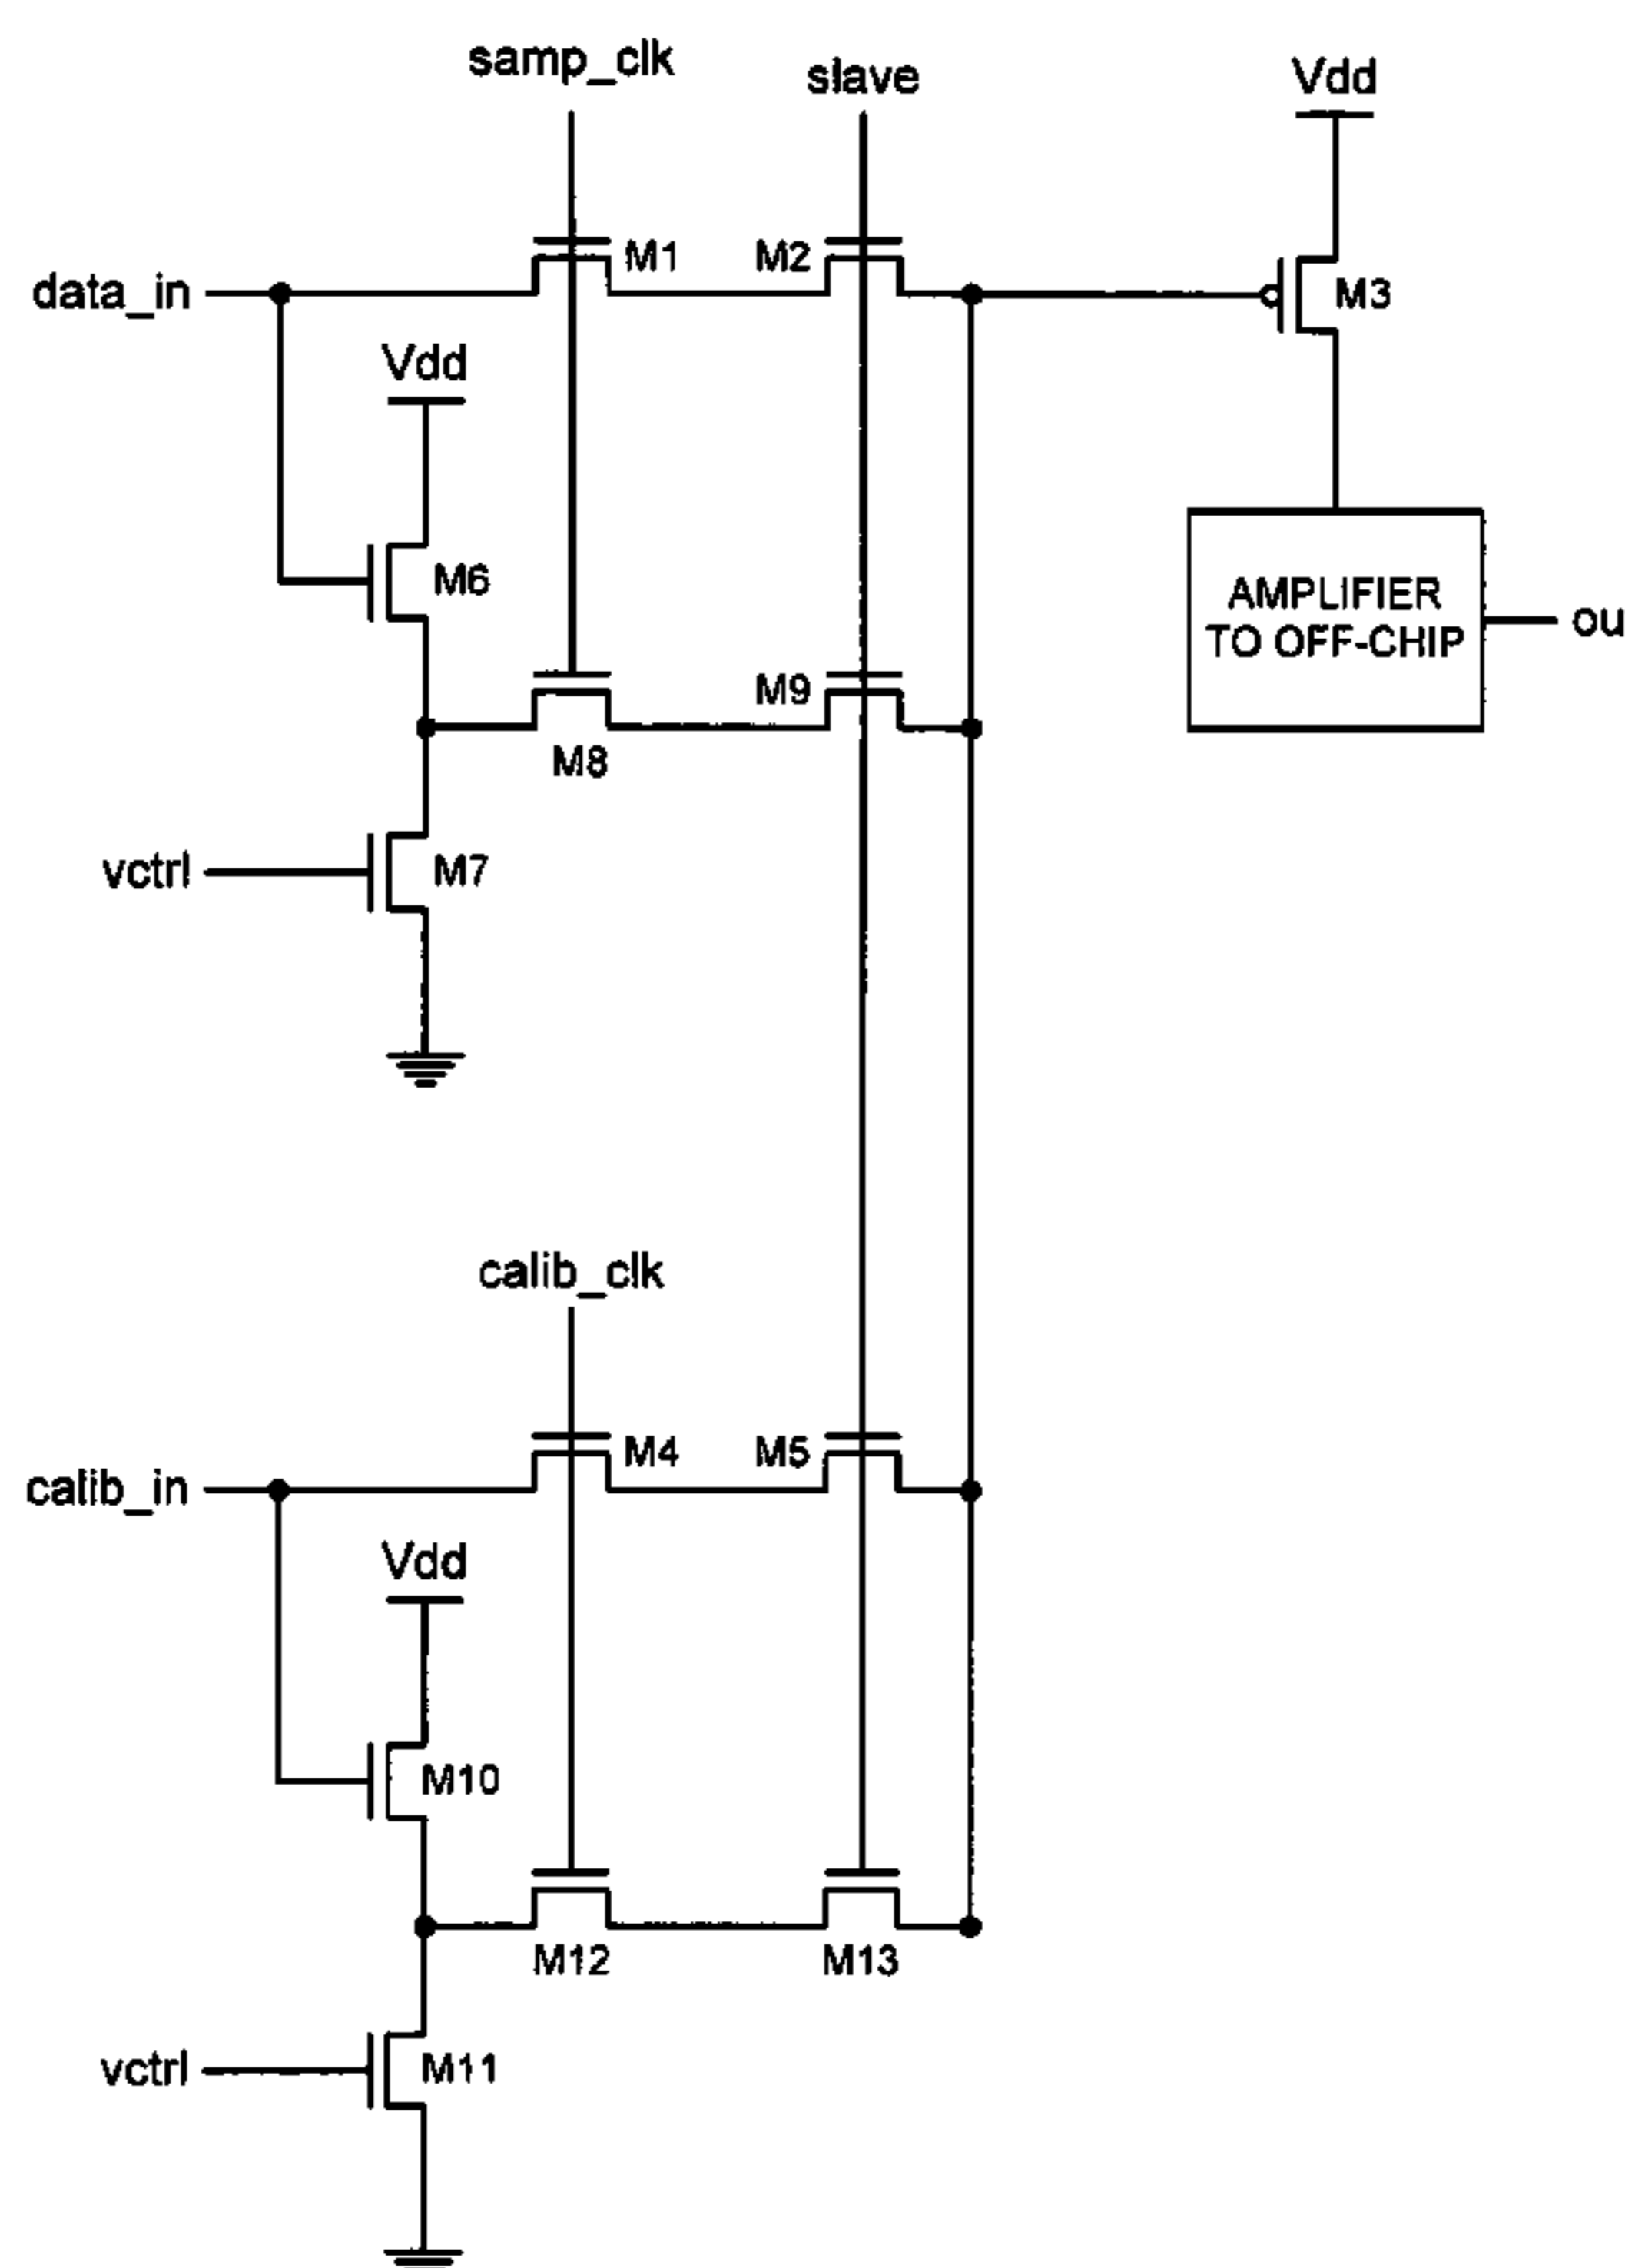 samp_clk
slave
Vdd
M1
M2
data_in
M3
Vdd
M6
AMPLIFIER
TO OFF-CHIP
ou
M9
M8
vctrl
M7
calib_clk
M4
M5
calib_in
Vdd
M10
M12
M13
vctrl
M11